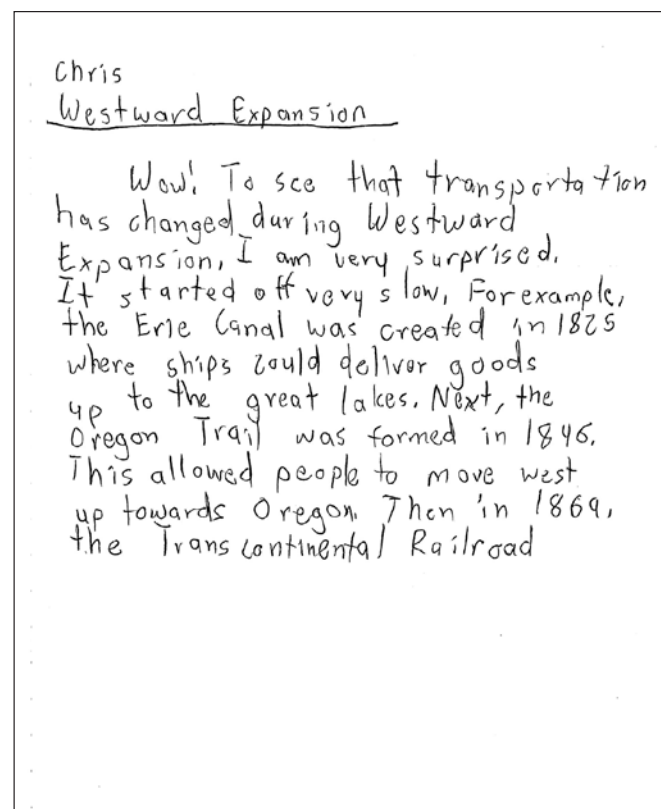 Chris
Westward Expansion
Wow! To see that transportation
has changed during Westward
Expansion, I am very surprised.
It started off very slow, For example,
the Erie Canal was created in 1825
where ships could deliver goods
up to the great lakes. Next, the
Oregon Trail was formed in 1846.
This allowed people to move west
up towards Oregon. Then in 1869,
the Transcontinental Railroad